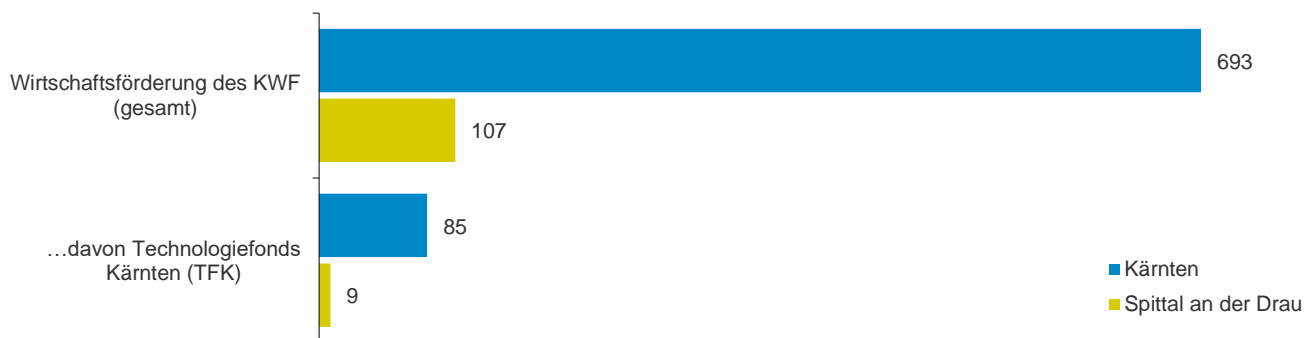 Wirtschaftsförderung des KWF
(gesamt)
693
107
…davon Technologiefonds
Kärnten (TFK)
85
9
Kärnten
Spittal an der Drau